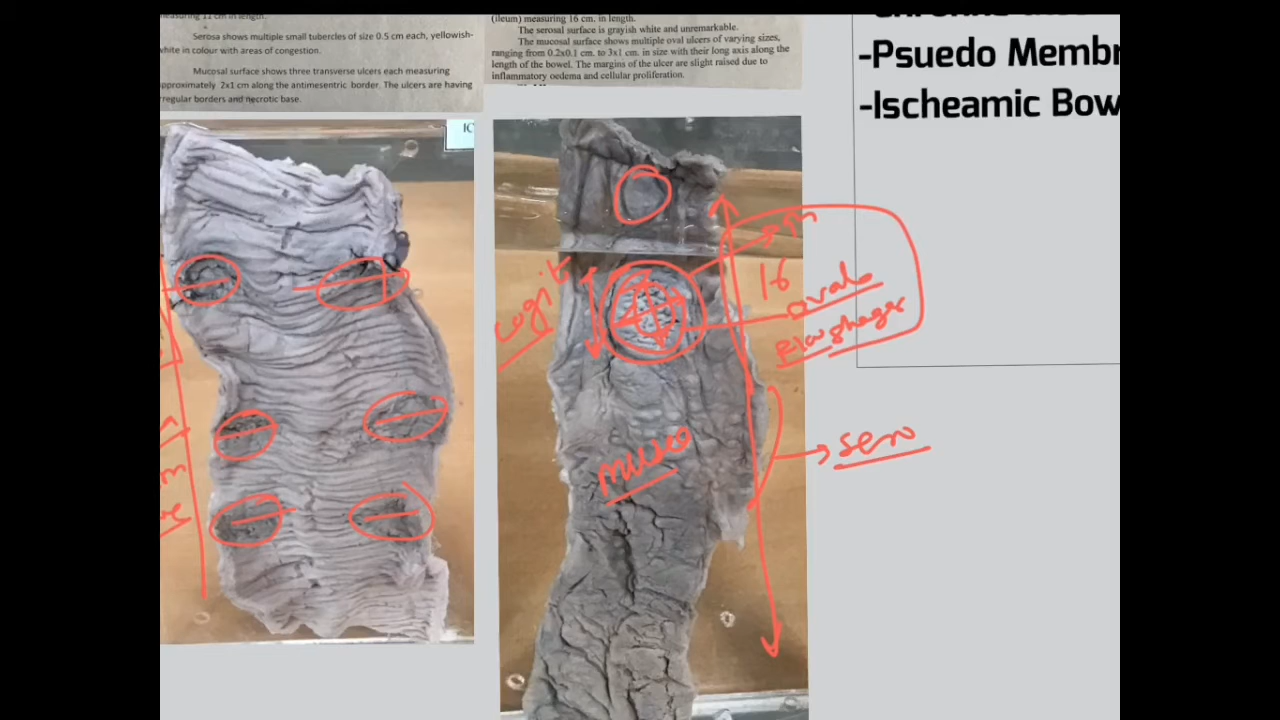 measuring 11 cm in length.
Serosa shows multiple small tubercles of size 0.5 cm each, yellowish-
white in colour with areas of congestion.
Mucosal surface shows three transverse ulcers each measuring
approximately 2x1 cm along the antimesentric border. The ulcers are having
irregular borders and necrotic base.
(ileum) measuring 16 cm. in length.
The serosal surface is grayish white and unremarkable.
The mucosal surface shows multiple oval ulcers of varying sizes,
ranging from 0.2x0.1 cm. to 3x1 cm. in size with their long axis along the
length of the bowel. The margins of the ulcer are slight raised due to
inflammatory oedema and cellular proliferation.
-Psuedo Membr
-Ischeamic Bow
IC
16
oval
muco
sero